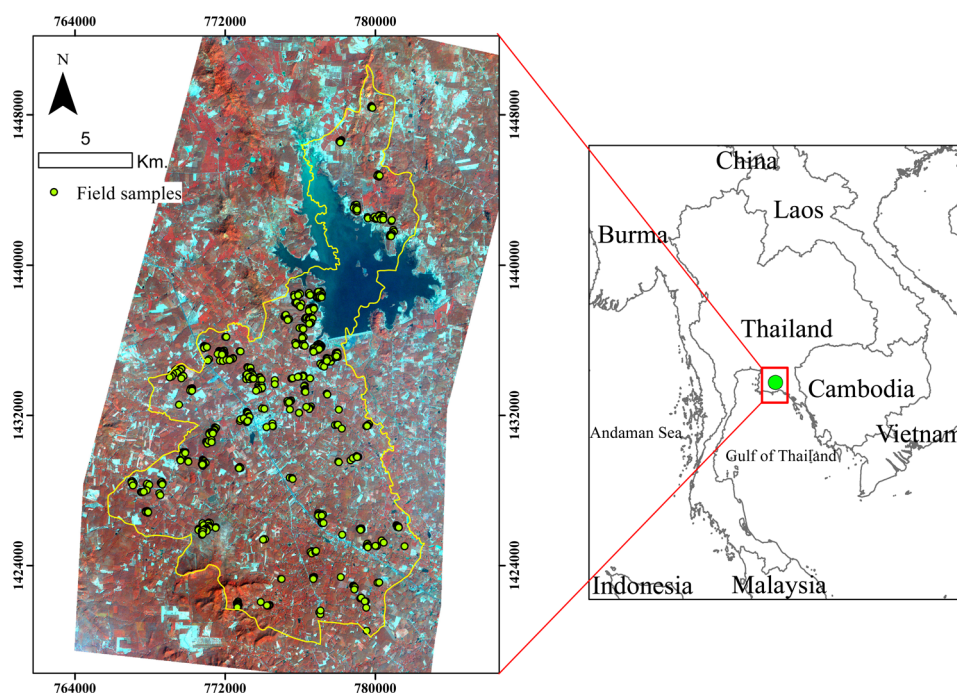 764000 772000 780000
N
5
Km.
Field samples
1448000
1440000
1432000
1424000
1448000
1440000
1432000
1424000
764000 772000 780000
China
Laos
Burma
Thailand
Cambodia
Vietnam
Andaman Sea
Gulf of Thailand
Indonesia
Malaysia